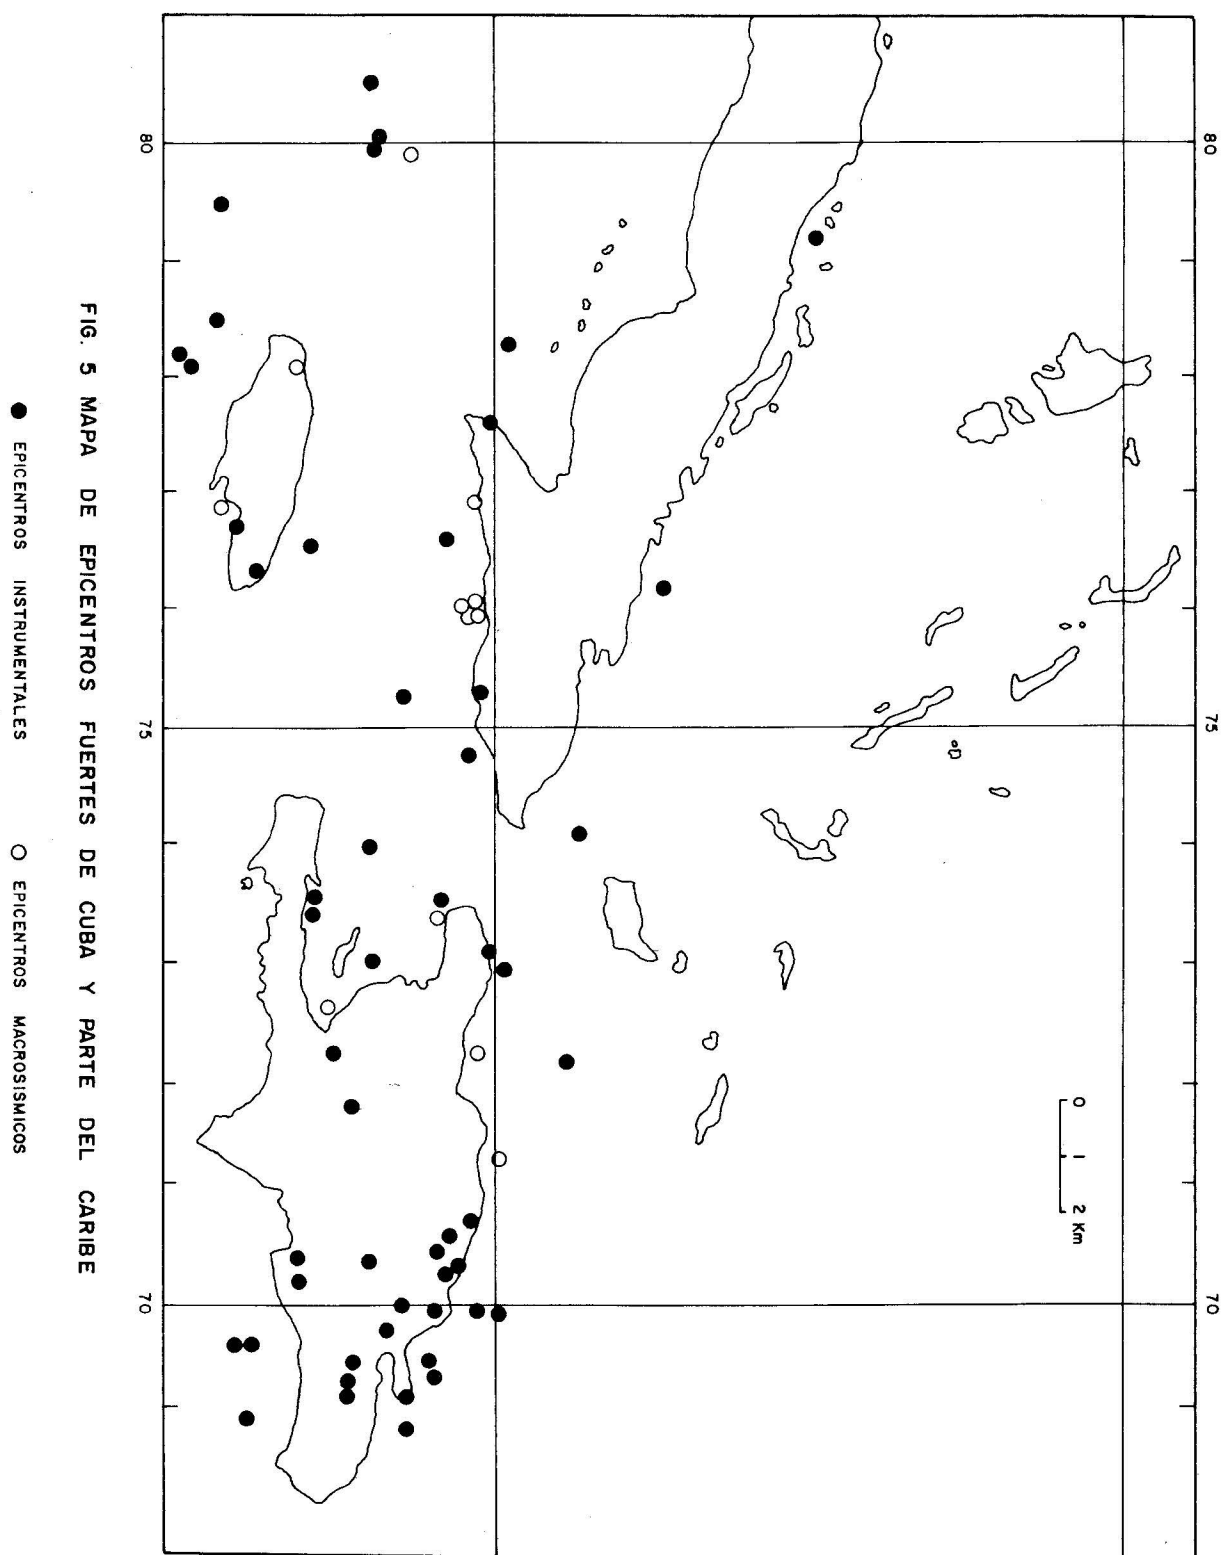 80
75
70
0 1 2 Km
80
75
70
FIG. 5 MAPA DE EPICENTROS FUERTES DE CUBA Y PARTE DEL CARIBE
EPICENTROS INSTRUMENTALES
EPICENTROS MACROSISMICOS